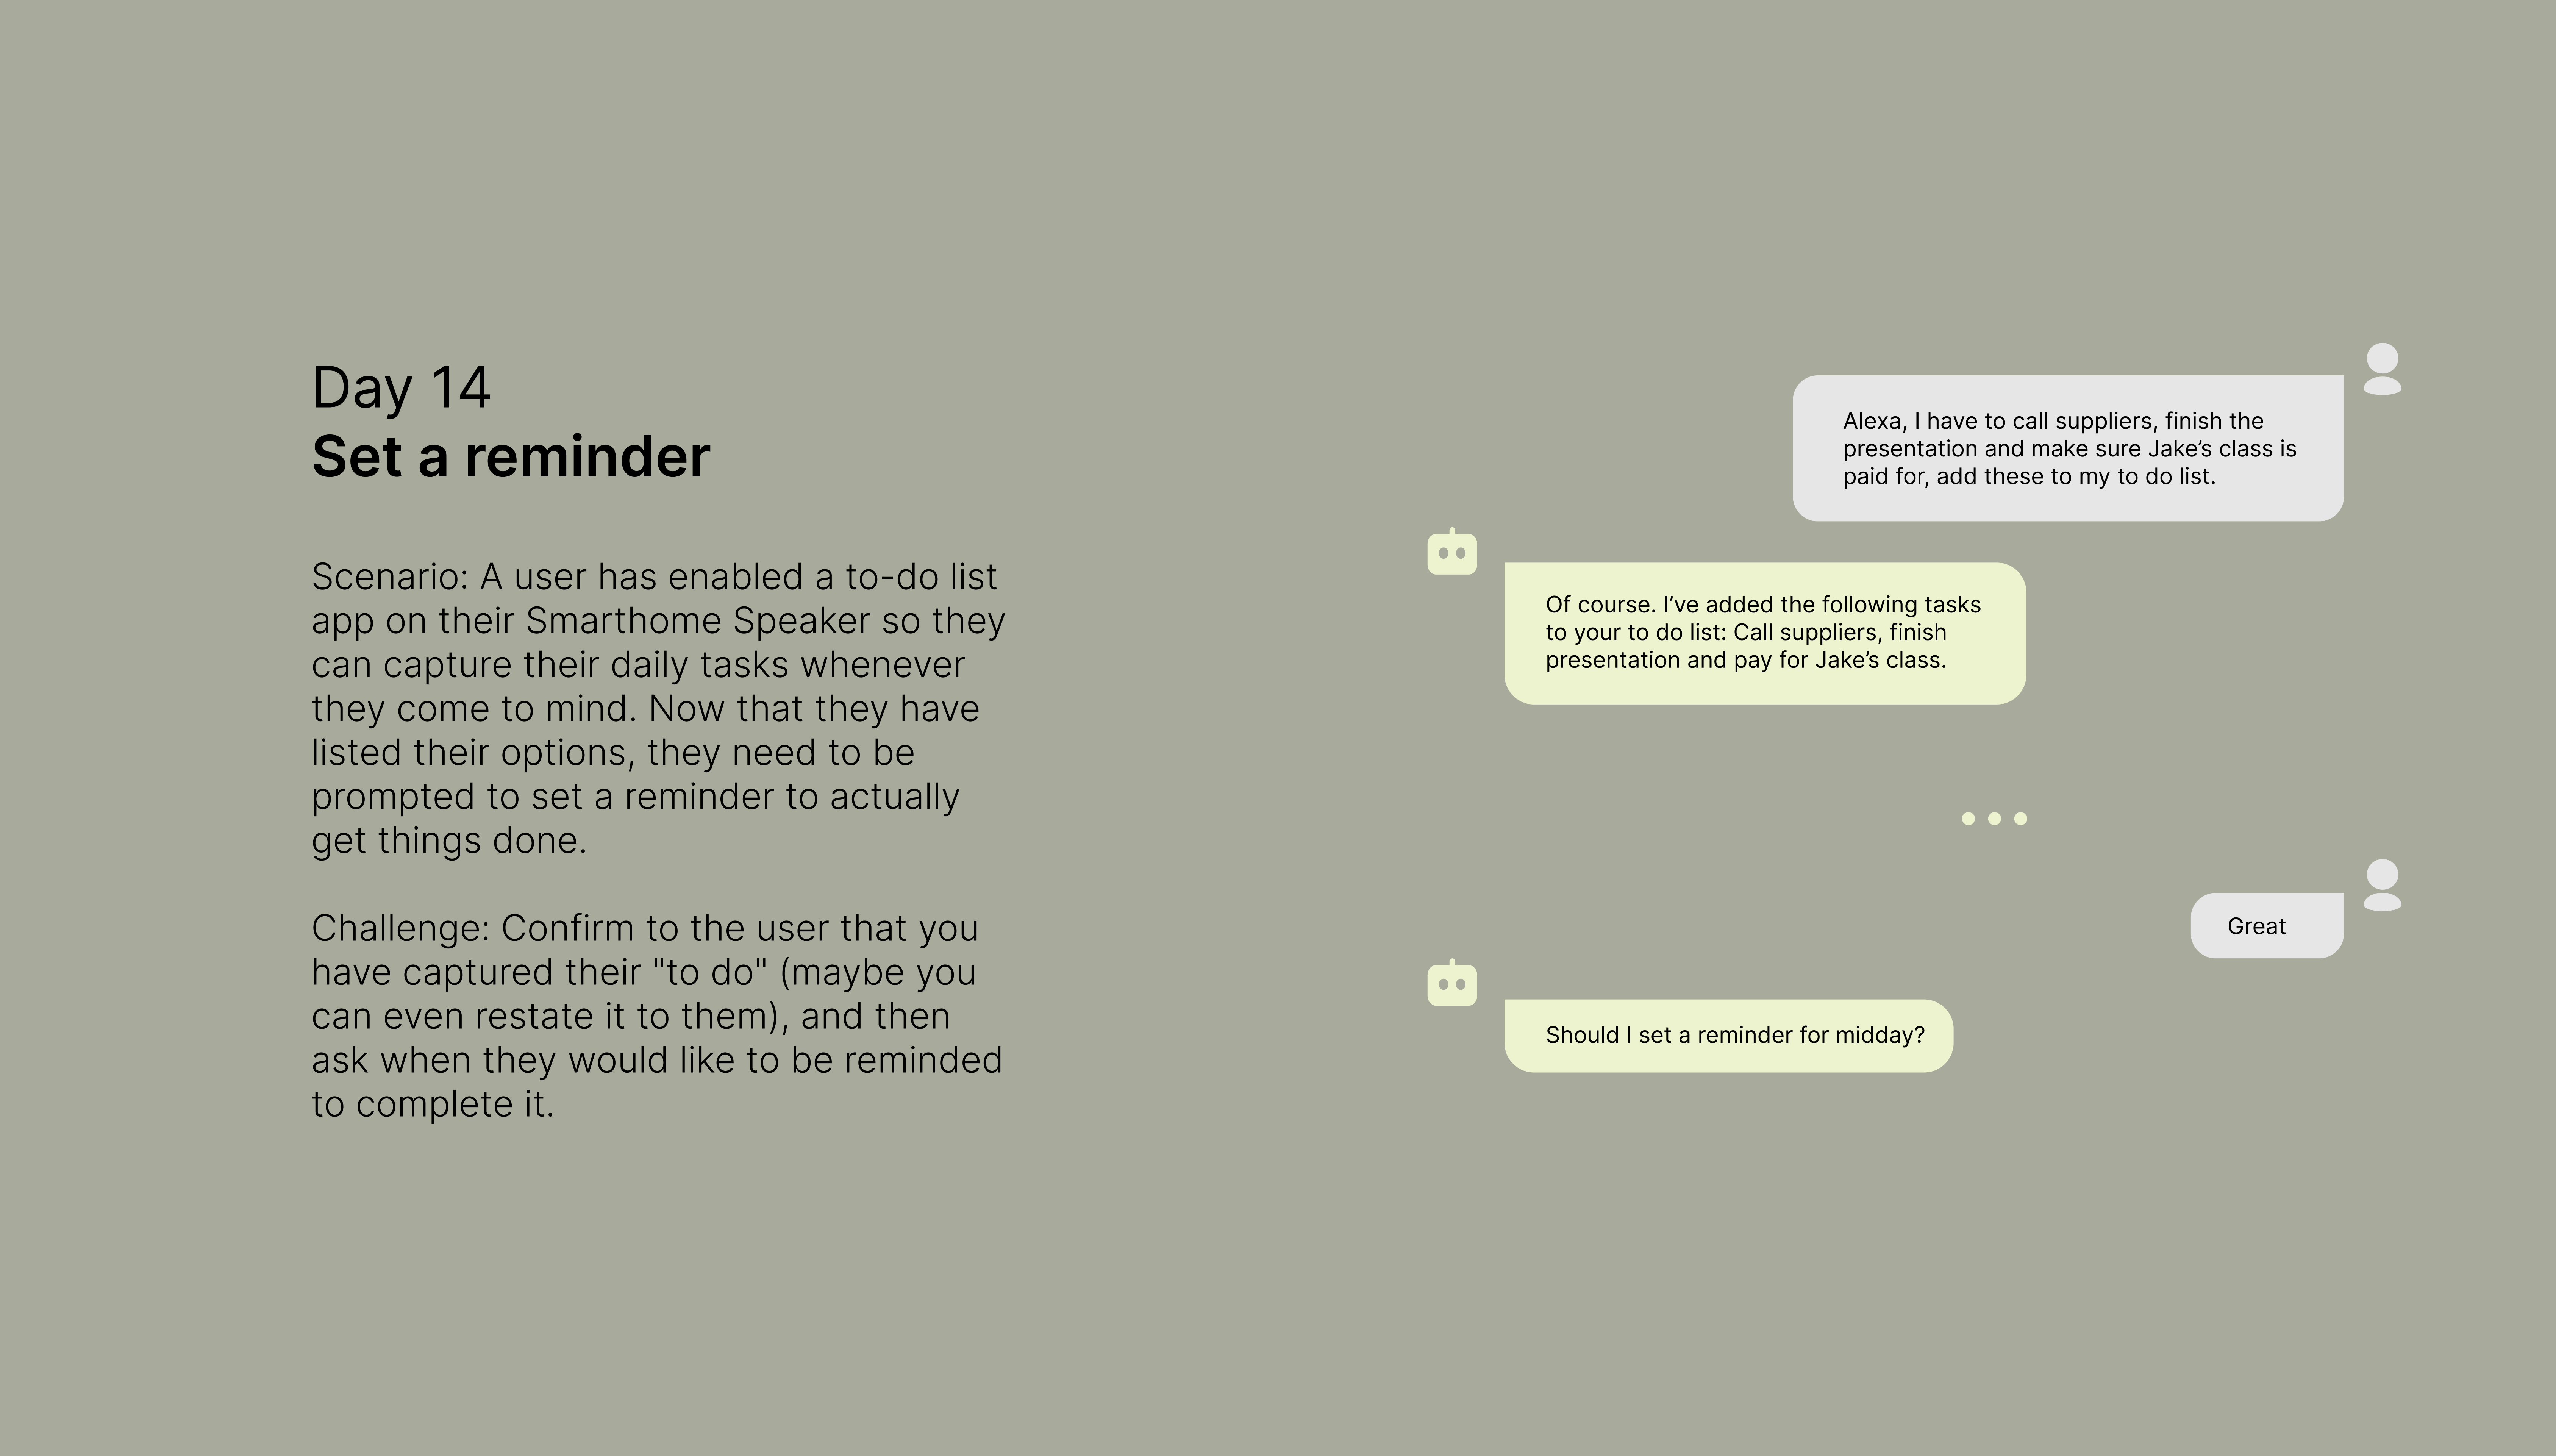 Day 14
Set a reminder
Scenario: A user has enabled a to-do list
app on their Smarthome Speaker so they
can capture their daily tasks whenever
they come to mind. Now that they have
listed their options, they need to be
prompted to set a reminder to actually
get things done.
Challenge: Confirm to the user that you
have captured their "to do" (maybe you
can even restate it to them), and then
ask when they would like to be reminded
to complete it.
Alexa, I have to call suppliers, finish the
presentation and make sure Jake’s class is
paid for, add these to my to do list.
Of course. I’ve added the following tasks
to your to do list: Call suppliers, finish
presentation and pay for Jake’s class.
Great
Should I set a reminder for midday?